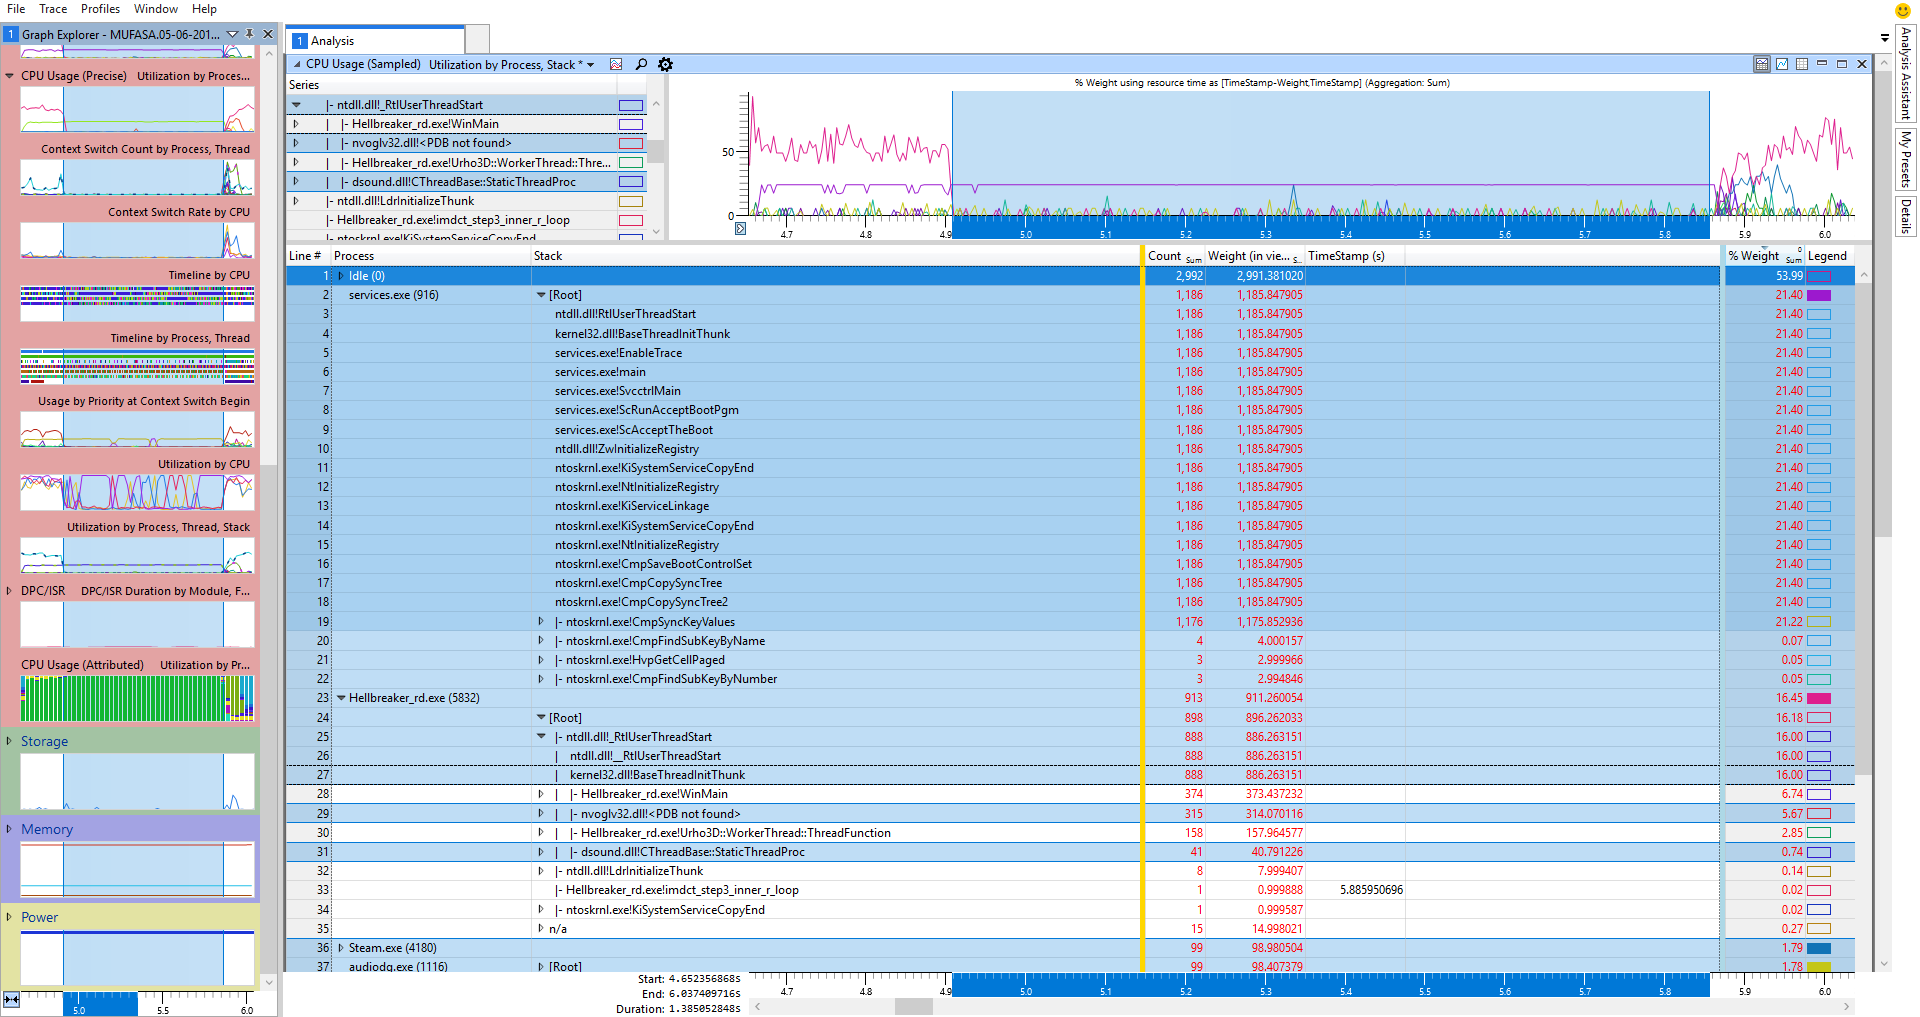 File Trace Profiles Window Help
1 Graph Explorer - MUFASA.05-06-201...
CPU Usage (Precise) Utilization by Proces...
Context Switch Count by Process, Thread
Context Switch Rate by CPU
Timeline by CPU
Timeline by Process, Thread
Usage by Priority at Context Switch Begin
Utilization by CPU
Utilization by Process, Thread, Stack
DPC/ISR DPC/ISR Duration by Module, F...
CPU Usage (Attributed) Utilization by Pr...
Storage
Memory
Power
5.0 5.5 6.0
1 Analysis
CPU Usage (Sampled) Utilization by Process, Stack *
Series
|- ntdll.dll!_RtlUserThreadStart
| |- Hellbreaker_rd.exe!WinMain
| |- nvoglv32.dll!<PDB not found>
| |- Hellbreaker_rd.exe!Urho3D::WorkerThread::Thre...
| |- dsound.dll!CThreadBase::StaticThreadProc
|- ntdll.dll!LdrInitializeThunk
|- Hellbreaker_rd.exe!imdct_step3_inner_r_loop
|- ntoskrnl.exe!KiSystemServiceCopyEnd
% Weight using resource time as [TimeStamp-Weight,TimeStamp] (Aggregation: Sum)
50
0
4.7 4.8 4.9 5.0 5.1 5.2 5.3 5.4 5.5 5.6 5.7 5.8 5.9 6.0
Line # Process Stack Count Sum Weight (in vie... S... TimeStamp (s) % Weight 0 Sum Legend
1 Idle (0) 2,992 2,991.381020 53.99
2 services.exe (916) [Root] 1,186 1,185.847905 21.40
3 ntdll.dll!RtlUserThreadStart 1,186 1,185.847905 21.40
4 kernel32.dll!BaseThreadInitThunk 1,186 1,185.847905 21.40
5 services.exe!EnableTrace 1,186 1,185.847905 21.40
6 services.exe!main 1,186 1,185.847905 21.40
7 services.exe!SvcctrlMain 1,186 1,185.847905 21.40
8 services.exe!ScRunAcceptBootPgm 1,186 1,185.847905 21.40
9 services.exe!ScAcceptTheBoot 1,186 1,185.847905 21.40
10 ntdll.dll!ZwInitializeRegistry 1,186 1,185.847905 21.40
11 ntoskrnl.exe!KiSystemServiceCopyEnd 1,186 1,185.847905 21.40
12 ntoskrnl.exe!NtInitializeRegistry 1,186 1,185.847905 21.40
13 ntoskrnl.exe!KiServiceLinkage 1,186 1,185.847905 21.40
14 ntoskrnl.exe!KiSystemServiceCopyEnd 1,186 1,185.847905 21.40
15 ntoskrnl.exe!NtInitializeRegistry 1,186 1,185.847905 21.40
16 ntoskrnl.exe!CmpSaveBootControlSet 1,186 1,185.847905 21.40
17 ntoskrnl.exe!CmpCopySyncTree 1,186 1,185.847905 21.40
18 ntoskrnl.exe!CmpCopySyncTree2 1,186 1,185.847905 21.40
19 |- ntoskrnl.exe!CmpSyncKeyValues 1,176 1,175.852936 21.22
20 |- ntoskrnl.exe!CmpFindSubKeyByName 4 4.000157 0.07
21 |- ntoskrnl.exe!HvpGetCellPaged 3 2.999966 0.05
22 |- ntoskrnl.exe!CmpFindSubKeyByNumber 3 2.994846 0.05
23 Hellbreaker_rd.exe (5832) 913 911.260054 16.45
24 [Root] 898 896.262033 16.18
25 |- ntdll.dll!_RtlUserThreadStart 888 886.263151 16.00
26 | ntdll.dll!__RtlUserThreadStart 888 886.263151 16.00
27 | kernel32.dll!BaseThreadInitThunk 888 886.263151 16.00
28 | |- Hellbreaker_rd.exe!WinMain 374 373.437232 6.74
29 | |- nvoglv32.dll!<PDB not found> 315 314.070116 5.67
30 | |- Hellbreaker_rd.exe!Urho3D::WorkerThread::ThreadFunction 158 157.964577 2.85
31 | |- dsound.dll!CThreadBase::StaticThreadProc 41 40.791226 0.74
32 |- ntdll.dll!LdrInitializeThunk 8 7.999407 0.14
33 |- Hellbreaker_rd.exe!imdct_step3_inner_r_loop 1 0.999888 5.885950696 0.02
34 |- ntoskrnl.exe!KiSystemServiceCopyEnd 1 0.999587 0.02
35 n/a 15 14.998021 0.27
36 Steam.exe (4180) 99 98.980504 1.79
37 audiodg.exe (1116) [Root] 99 98.407379 1.78
Start: 4.652356868s
End: 6.037409716s
Duration: 1.385052848s
4.7 4.8 4.9 5.0 5.1 5.2 5.3 5.4 5.5 5.6 5.7 5.8 5.9 6.0
Analysis Assistant
My Presets
Details